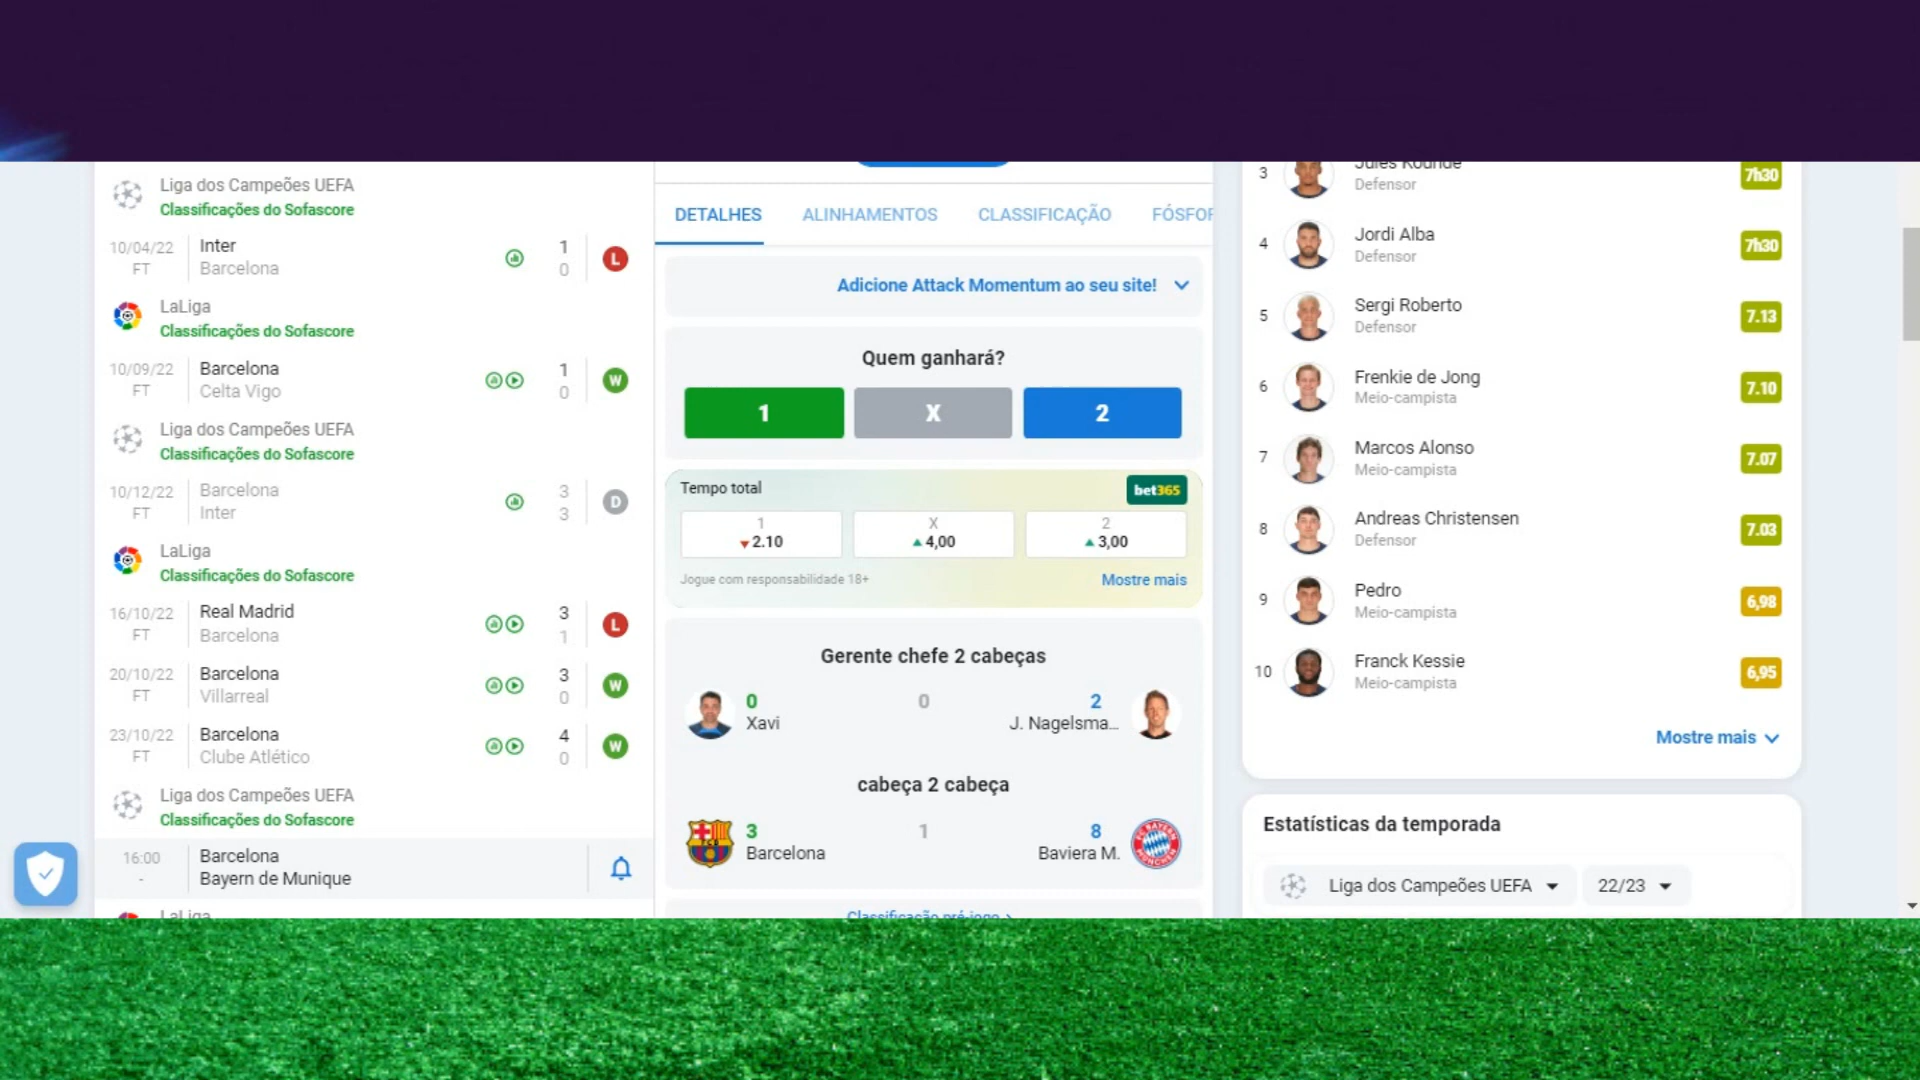 Liga dos Campeões UEFA
Classificações do Sofascore
10/04/22
FT
Inter
Barcelona
1
0
L
LaLiga
Classificações do Sofascore
10/09/22
FT
Barcelona
Celta Vigo
1
0
W
Liga dos Campeões UEFA
Classificações do Sofascore
10/12/22
FT
Barcelona
Inter
3
3
D
LaLiga
Classificações do Sofascore
16/10/22
FT
Real Madrid
Barcelona
3
1
L
20/10/22
FT
Barcelona
Villarreal
3
0
W
23/10/22
FT
Barcelona
Clube Atlético
4
0
W
Liga dos Campeões UEFA
Classificações do Sofascore
16:00
-
Barcelona
Bayern de Munique
LaLiga
DETALHES ALINHAMENTOS CLASSIFICAÇÃO FÓSFOR
Adicione Attack Momentum ao seu site!
Quem ganhará?
1 X 2
Tempo total
bet365
1 X 2
2.10 4,00 3,00
Jogue com responsabilidade 18+
Mostre mais
Gerente chefe 2 cabeças
0 0 2
Xavi J. Nagelsma...
cabeça 2 cabeça
3 1 8
Barcelona Baviera M.
Classificação pré-jogo
3 Jules Koundé 7h30
Defensor
4 Jordi Alba 7h30
Defensor
5 Sergi Roberto 7.13
Defensor
6 Frenkie de Jong 7.10
Meio-campista
7 Marcos Alonso 7.07
Meio-campista
8 Andreas Christensen 7.03
Defensor
9 Pedro 6,98
Meio-campista
10 Franck Kessie 6,95
Meio-campista
Mostre mais
Estatísticas da temporada
Liga dos Campeões UEFA 22/23